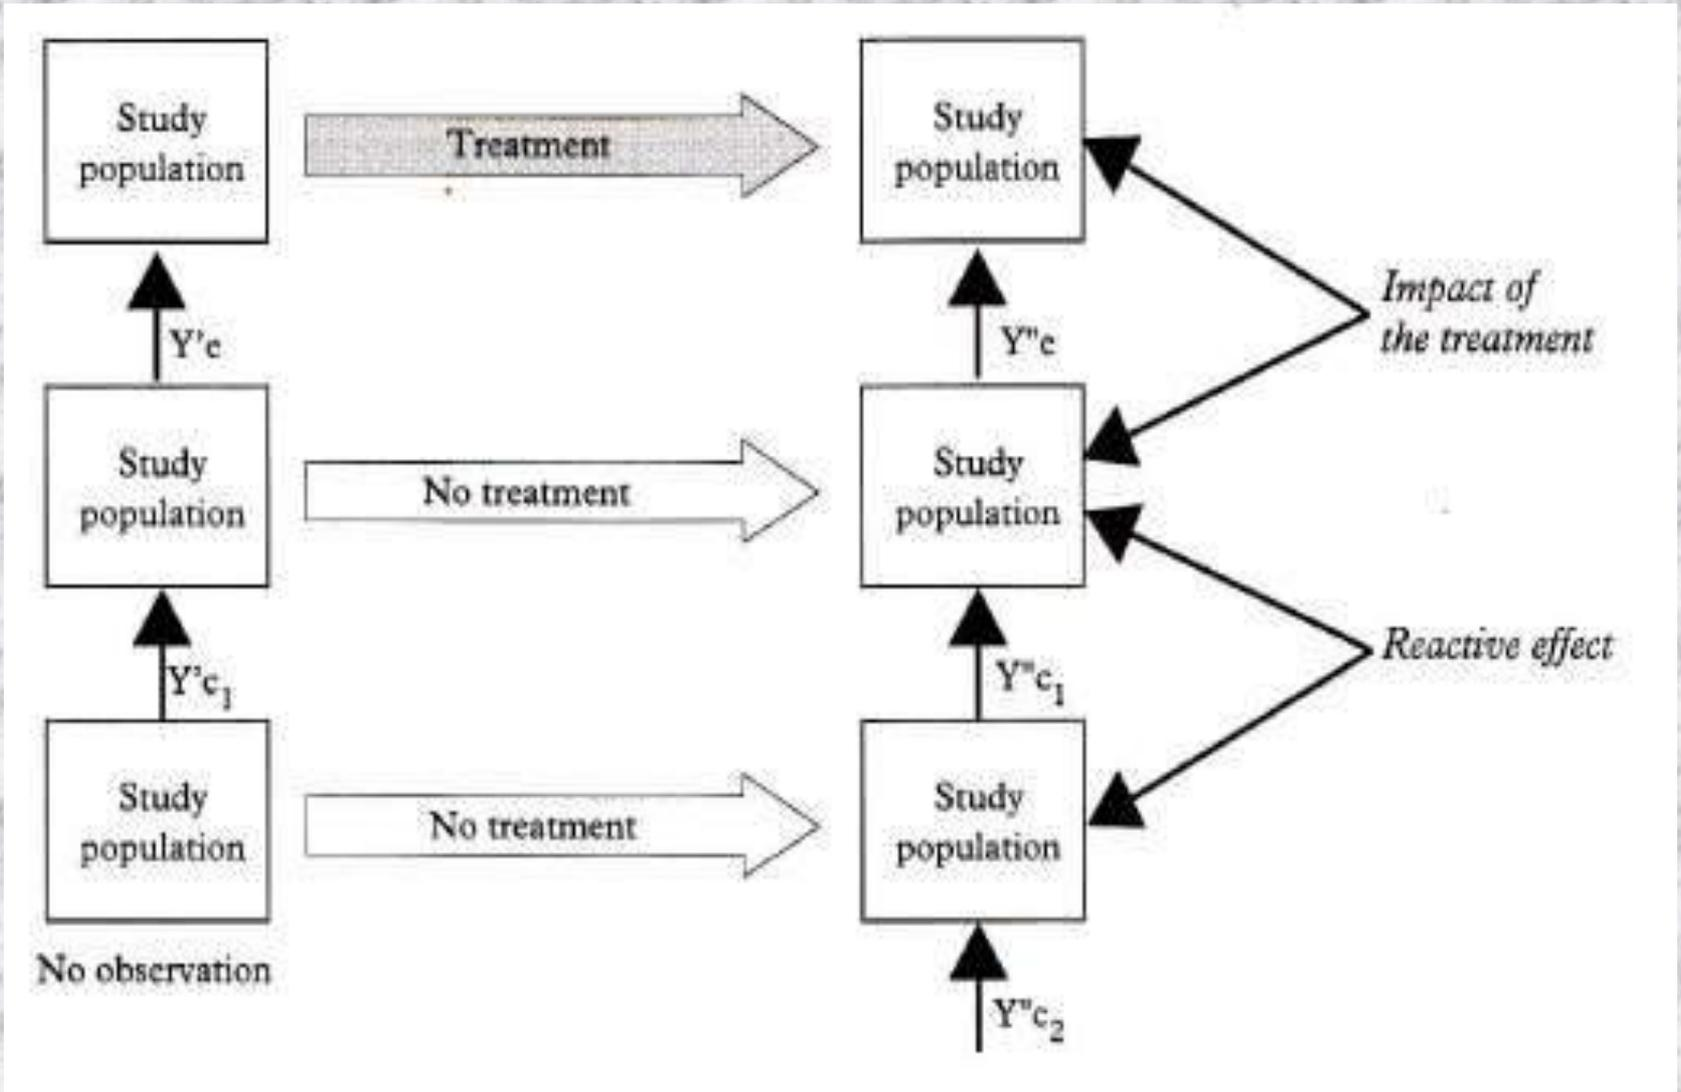 Study
population
Treatment
Study
population
Impact of
the treatment
Y'e
Y"e
Study
population
No treatment
Study
population
Reactive effect
Y'c₁
Y"c₁
Study
population
No treatment
Study
population
No observation
Y"c₂